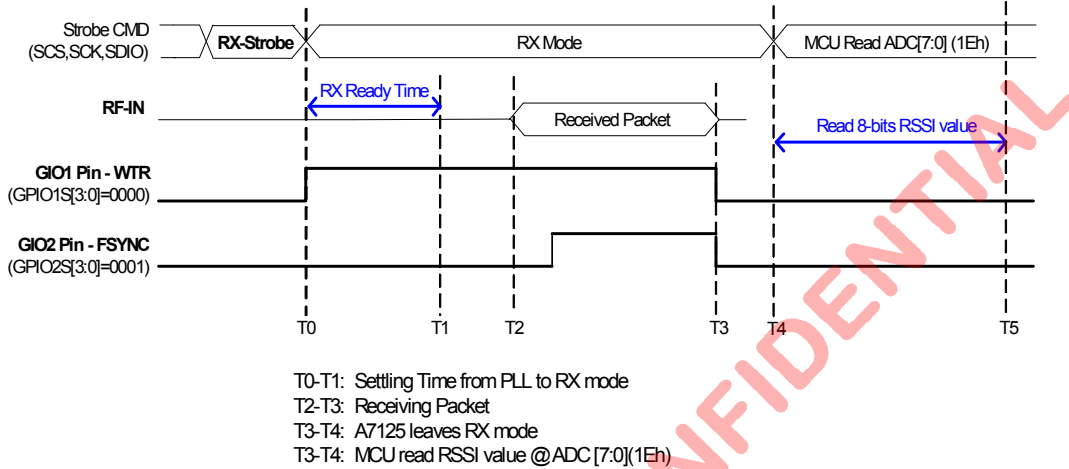 Strobe CMD
(SCS,SCK,SDIO)
RX-Strobe
RX Mode
MCU Read ADC[7:0] (1Eh)
RX Ready Time
RF-IN
Received Packet
Read 8-bits RSSI value
GIO1 Pin - WTR
(GPIO1S[3:0]=0000)
GIO2 Pin - FSYNC
(GPIO2S[3:0]=0001)
T0
T1
T2
T3
T4
T5
T0-T1: Settling Time from PLL to RX mode
T2-T3: Receiving Packet
T3-T4: A7125 leaves RX mode
T3-T4: MCU read RSSI value @ ADC [7:0](1Eh)
NFIDENTIAL